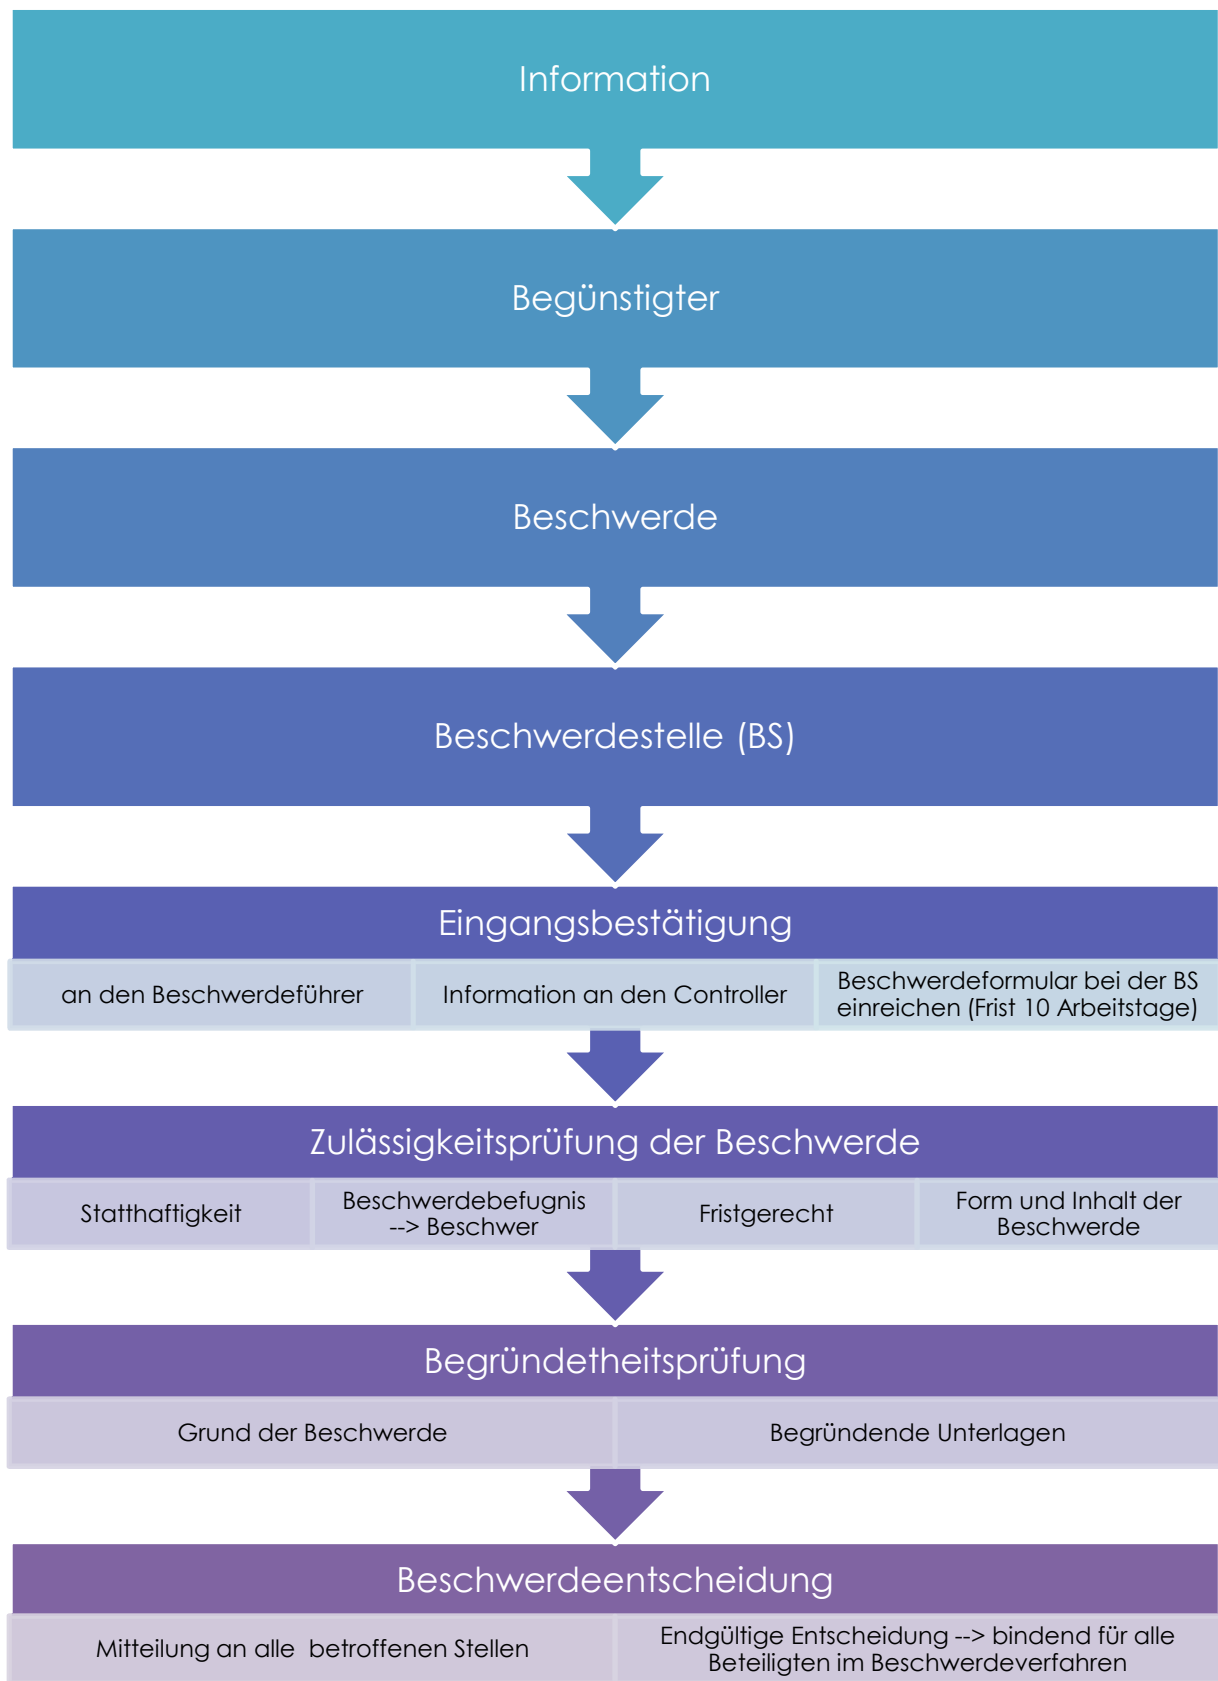 Information
Begünstigter
Beschwerde
Beschwerdestelle (BS)
Eingangsbestätigung
an den Beschwerdeführer
Information an den Controller
Beschwerdeformular bei der BS
einreichen (Frist 10 Arbeitstage)
Zulässigkeitsprüfung der Beschwerde
Statthaftigkeit
Beschwerdebefugnis
--> Beschwer
Fristgerecht
Form und Inhalt der
Beschwerde
Begründetheitsprüfung
Grund der Beschwerde
Begründende Unterlagen
Beschwerdeentscheidung
Mitteilung an alle  betroffenen Stellen
Endgültige Entscheidung --> bindend für alle
Beteiligten im Beschwerdeverfahren